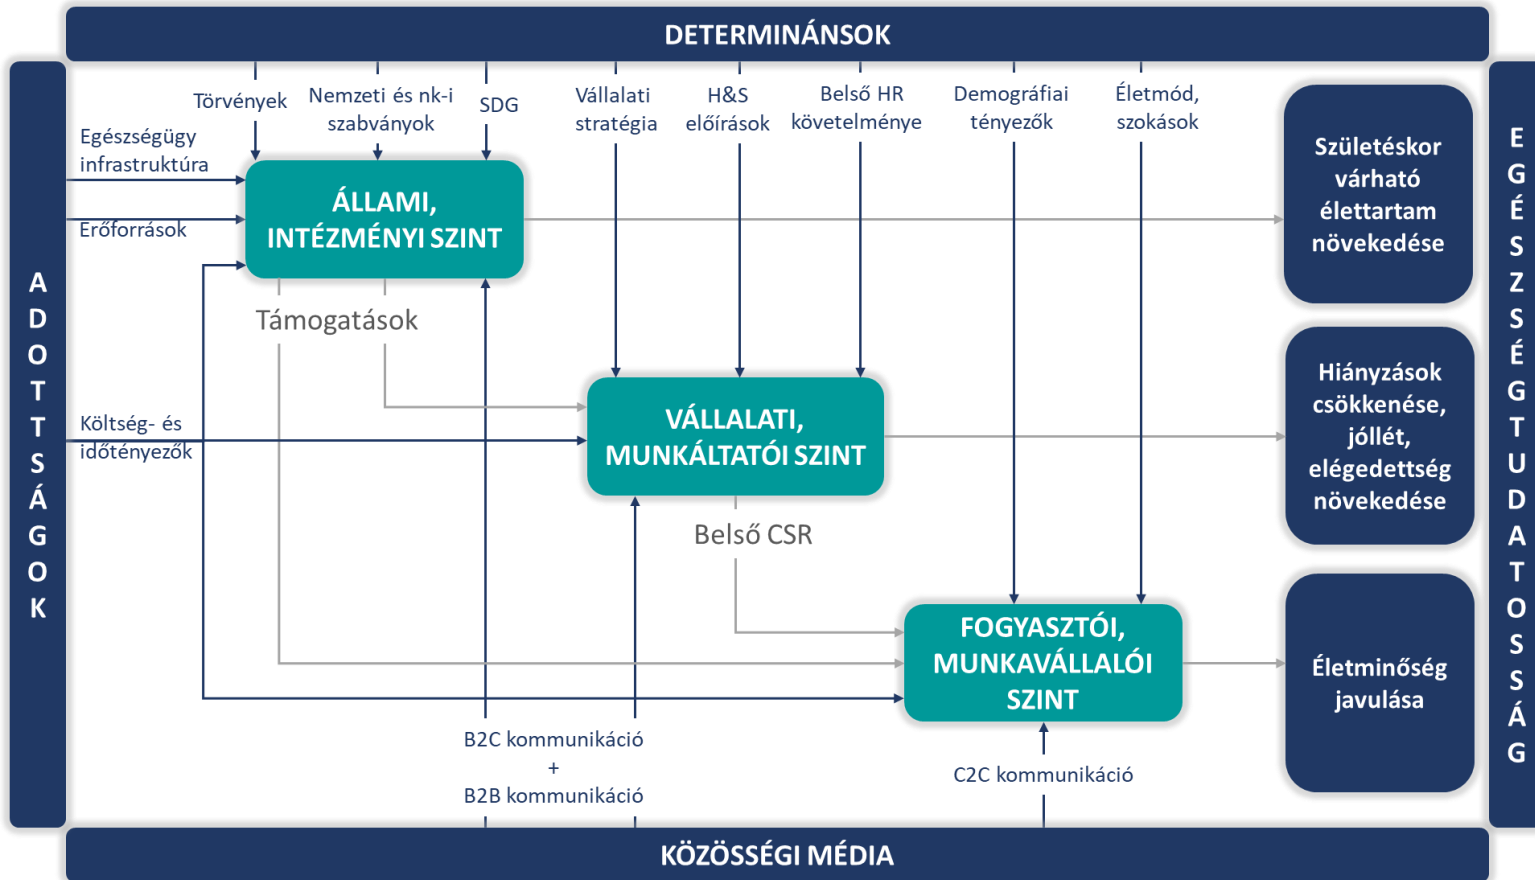 DETERMINÁNSOK
ADOTTSÁGOK
EGÉSZSÉGTUDATOSSÁG
Törvények
Nemzeti és nk-i
szabványok
SDG
Vállalati
stratégia
H&S
előírások
Belső HR
követelménye
Demográfiai
tényezők
Életmód,
szokások
Egészségügy
infrastruktúra
Erőforrások
ÁLLAMI,
INTÉZMÉNYI SZINT
Születéskor
várható
élettartam
növekedése
Támogatások
Költség- és
időtényezők
VÁLLALATI,
MUNKÁLTATÓI SZINT
Hiányzások
csökkenése,
jóllét,
elégedettség
növekedése
Belső CSR
FOGYASZTÓI,
MUNKAVÁLLALÓI
SZINT
Életminőség
javulása
B2C kommunikáció
+
B2B kommunikáció
C2C kommunikáció
KÖZÖSSÉGI MÉDIA